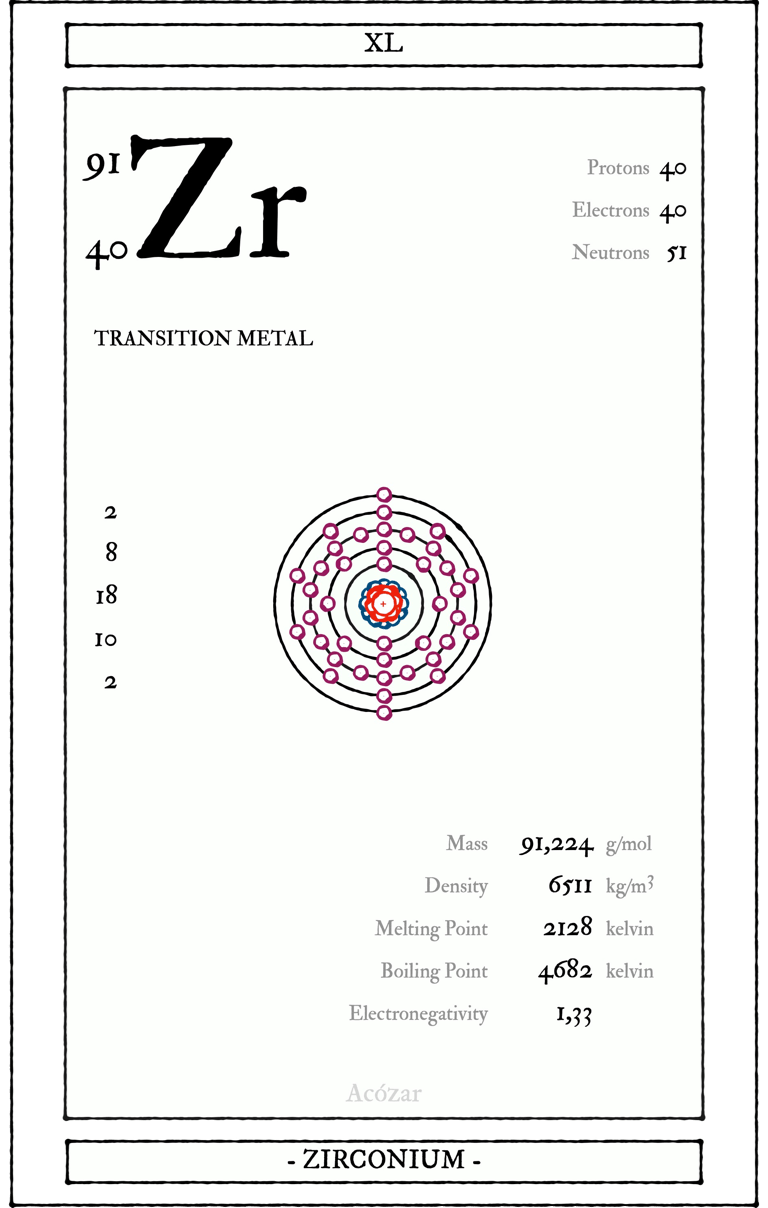 XL
91
Zr
40
Protons 40
Electrons 40
Neutrons 51
TRANSITION METAL
2
8
18
10
2
+
Mass 91,224 g/mol
Density 6511 kg/m³
Melting Point 2128 kelvin
Boiling Point 4682 kelvin
Electronegativity 1,33
Acózar
- ZIRCONIUM -